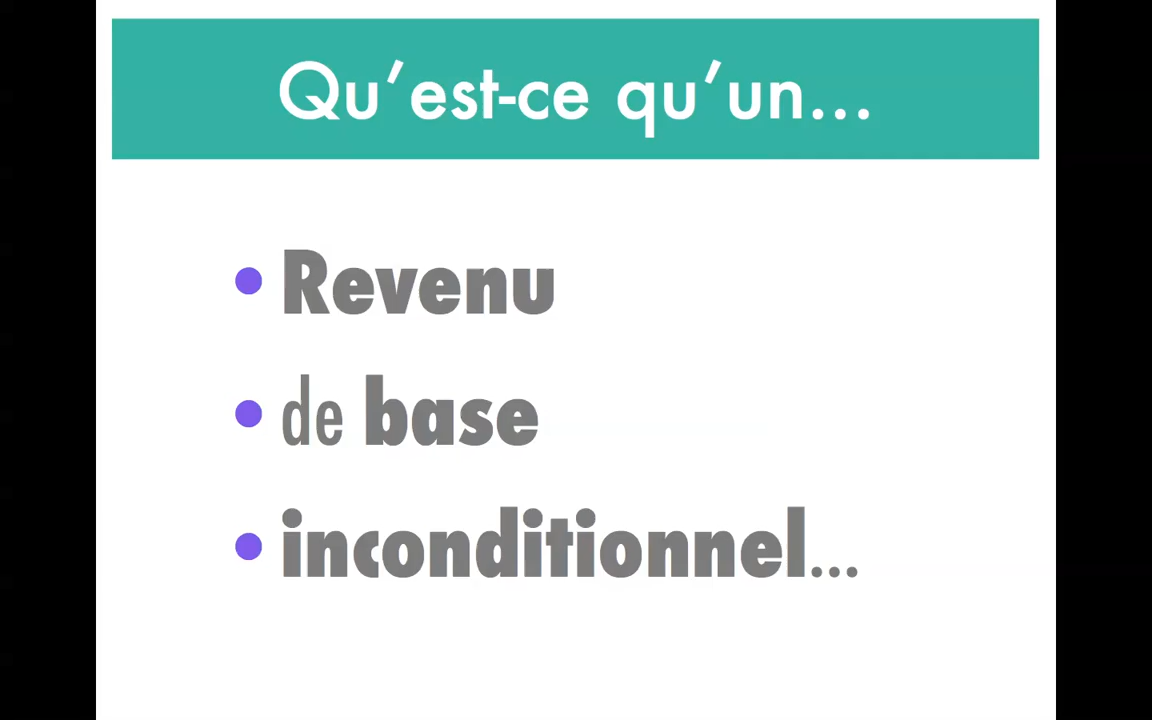 Qu’est-ce qu’un...
• Revenu
• de base
• inconditionnel...